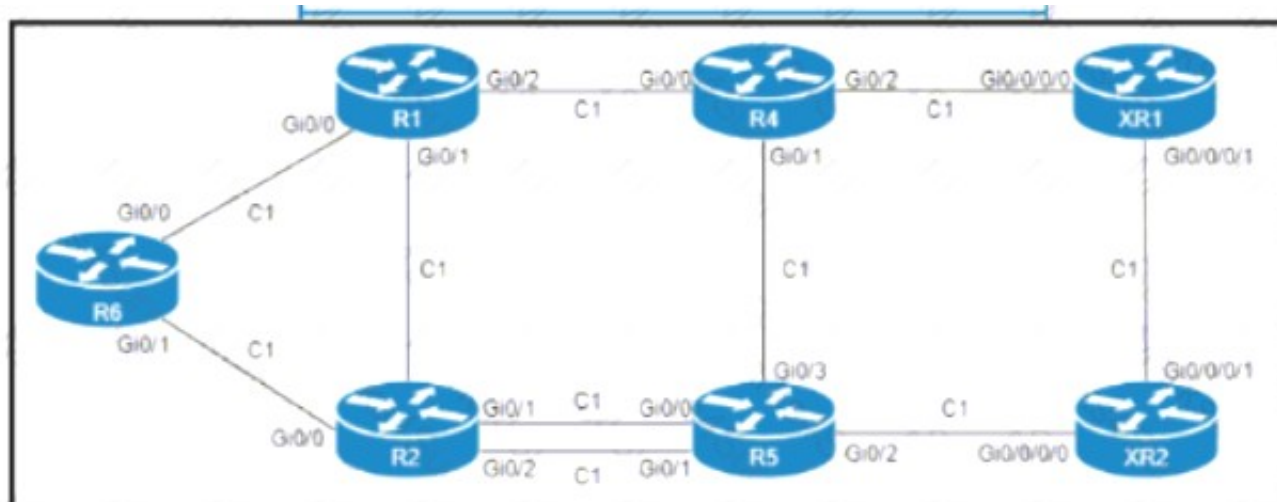 Gi0/2 Gi0/0 Gi0/2 Gi0/0/0/0
C1 C1
R1 R4 XR1
Gi0/0 Gi0/1 Gi0/1 Gi0/0/0/1
Gi0/0 C1
C1 C1 C1
R6
Gi0/1 C1
Gi0/3 Gi0/0/0/1
Gi0/1 C1 Gi0/0 C1
Gi0/0
R2 R5 XR2
Gi0/2 C1 Gi0/1 Gi0/2 Gi0/0/0/0